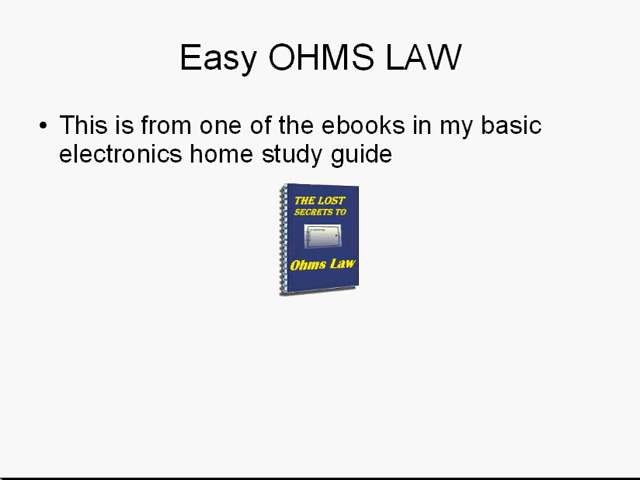 Easy OHMS LAW
• This is from one of the ebooks in my basic
electronics home study guide
THE LOST
SECRETS TO
Ohms Law